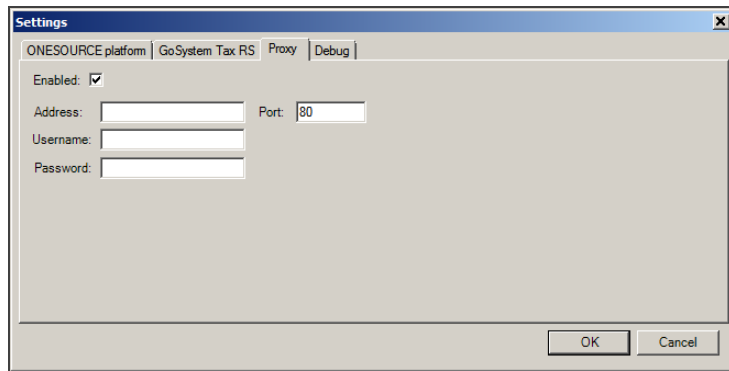 Settings
ONESOURCE platform GoSystem Tax RS Proxy Debug
Enabled:
Address: Port: 80
Username:
Password:
OK Cancel